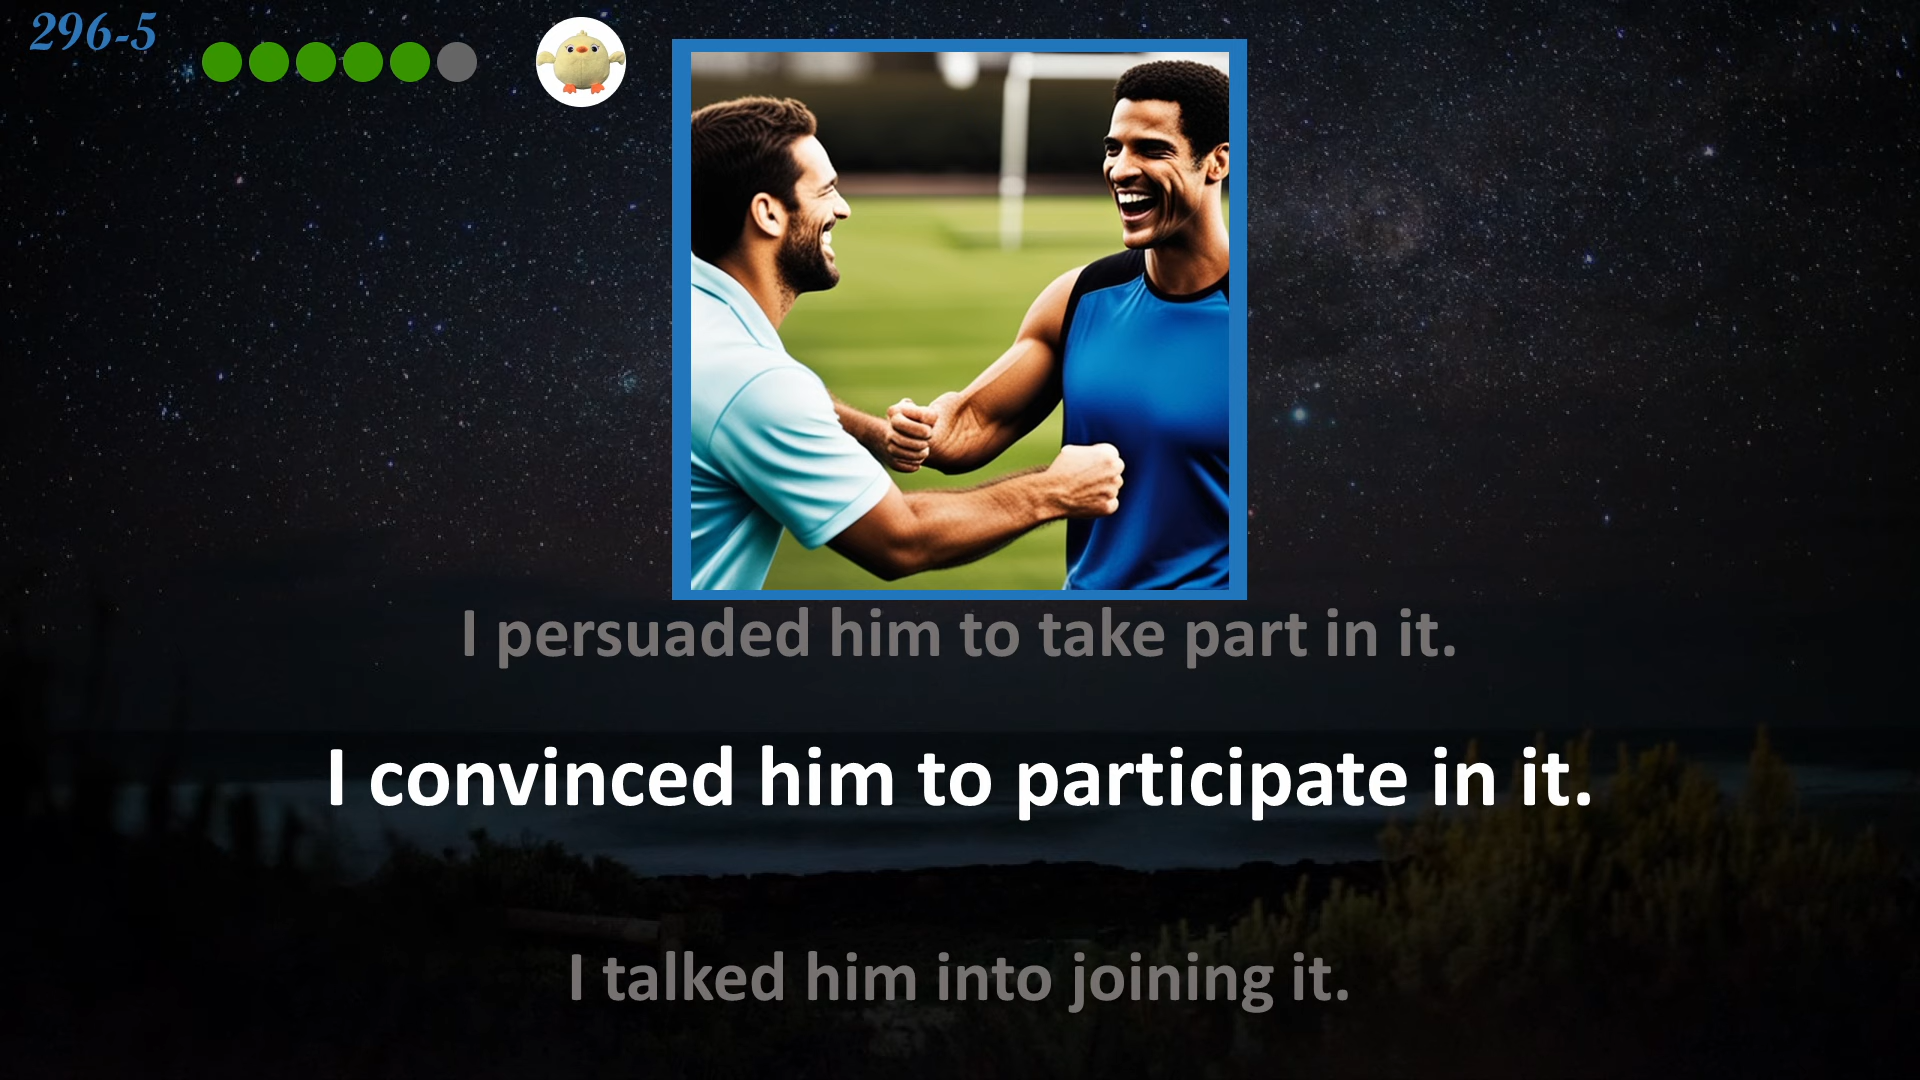 296-5
I persuaded him to take part in it.
I convinced him to participate in it.
I talked him into joining it.